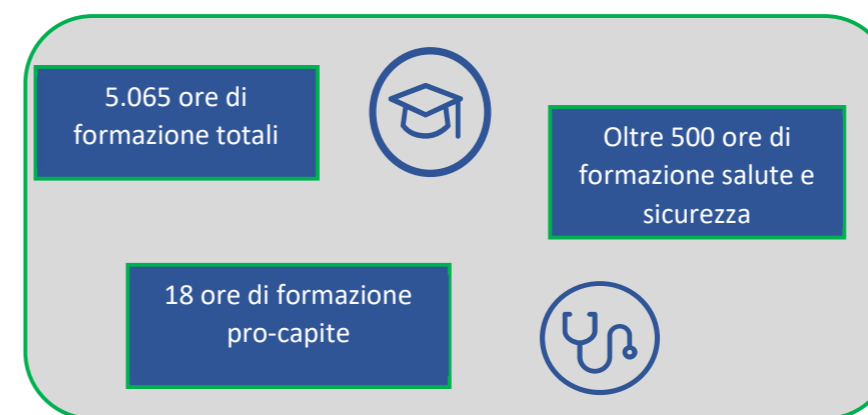 5.065 ore di
formazione totali
Oltre 500 ore di
formazione salute e
sicurezza
18 ore di formazione
pro-capite